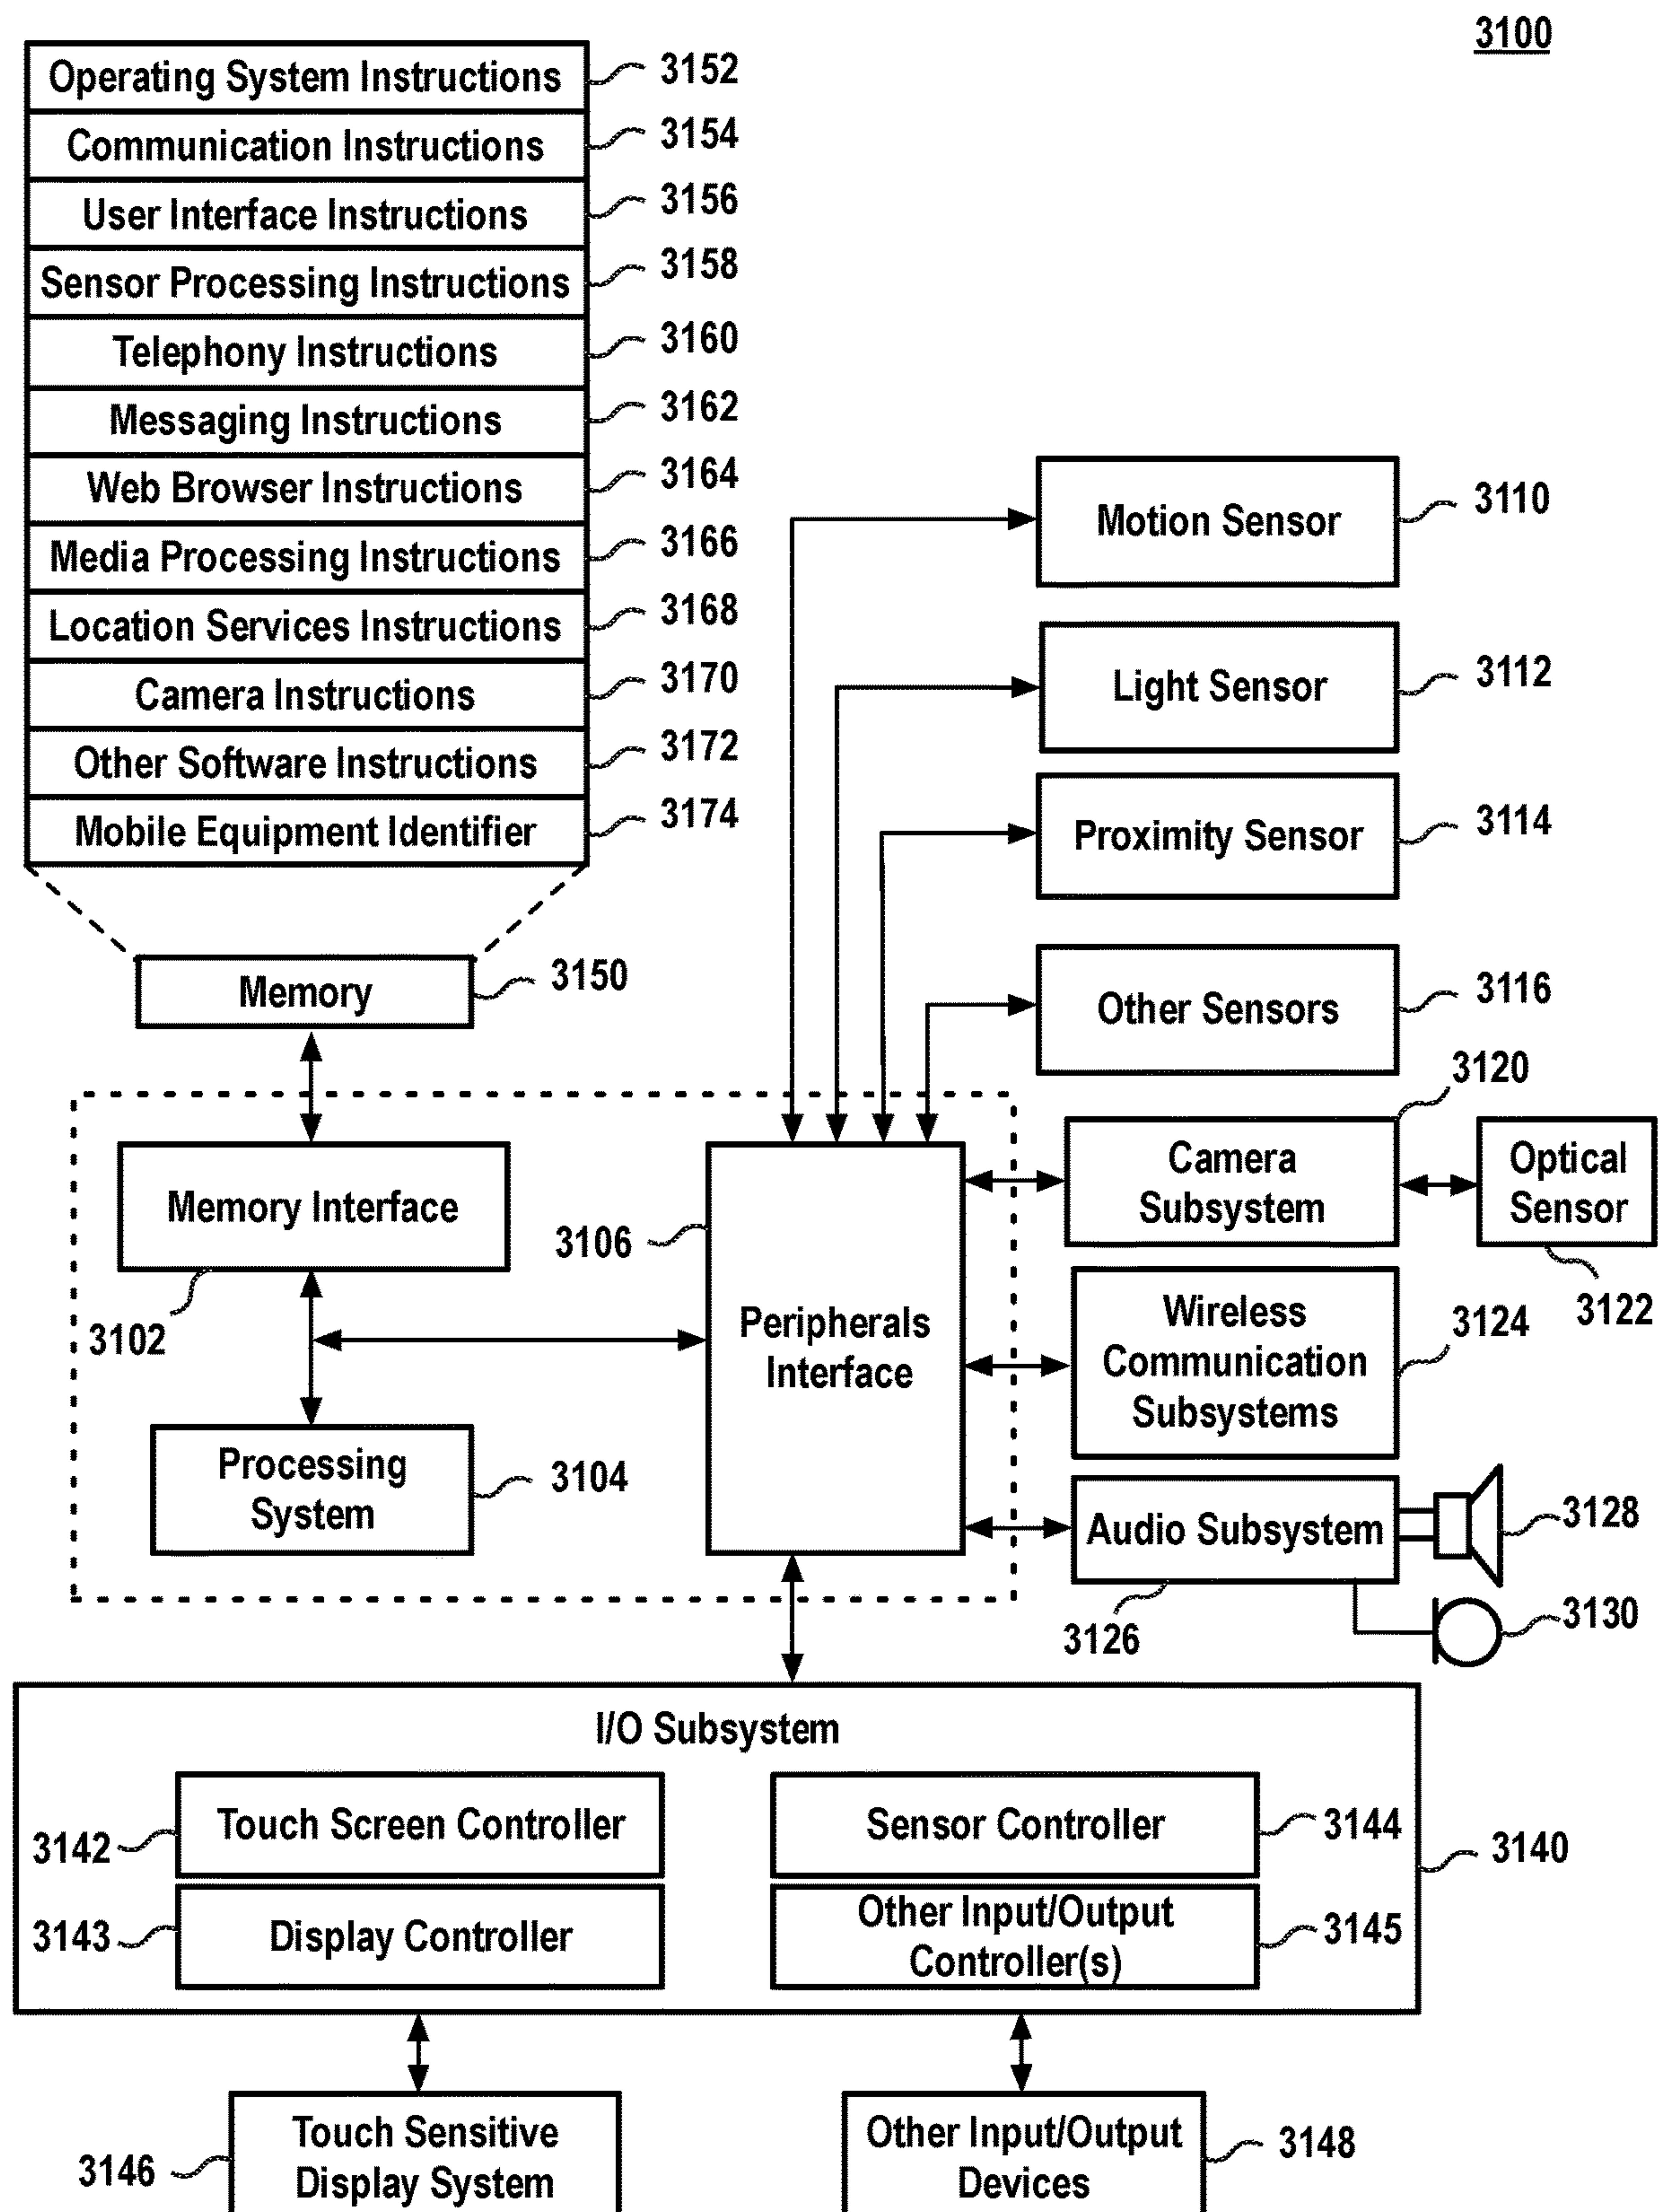 3100
Operating System Instructions 3152
Communication Instructions 3154
User Interface Instructions 3156
Sensor Processing Instructions 3158
Telephony Instructions 3160
Messaging Instructions 3162
Web Browser Instructions 3164
Media Processing Instructions 3166
Location Services Instructions 3168
Camera Instructions 3170
Other Software Instructions 3172
Mobile Equipment Identifier 3174
Memory 3150
Motion Sensor 3110
Light Sensor 3112
Proximity Sensor 3114
Other Sensors 3116
Memory Interface
3102
Processing
System
3104
3106
Peripherals
Interface
3120
Camera
Subsystem
Optical
Sensor
3122
Wireless
Communication
Subsystems
3124
Audio Subsystem
3126
3128
3130
I/O Subsystem
3140
3142 Touch Screen Controller
Sensor Controller 3144
3143 Display Controller
Other Input/Output
Controller(s)
3145
3146
Touch Sensitive
Display System
Other Input/Output
Devices
3148